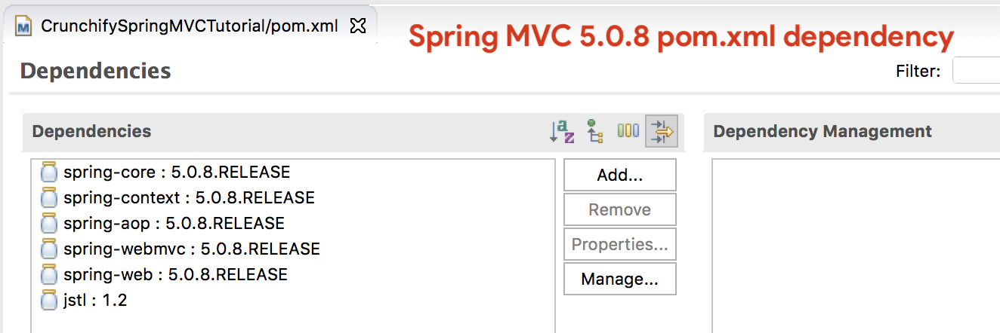 CrunchifySpringMVCTutorial/pom.xml
Spring MVC 5.0.8 pom.xml dependency
Dependencies
Filter:
Dependencies
Dependency Management
spring-core : 5.0.8.RELEASE
spring-context : 5.0.8.RELEASE
spring-aop : 5.0.8.RELEASE
spring-webmvc : 5.0.8.RELEASE
spring-web : 5.0.8.RELEASE
jstl : 1.2
Add...
Remove
Properties...
Manage...